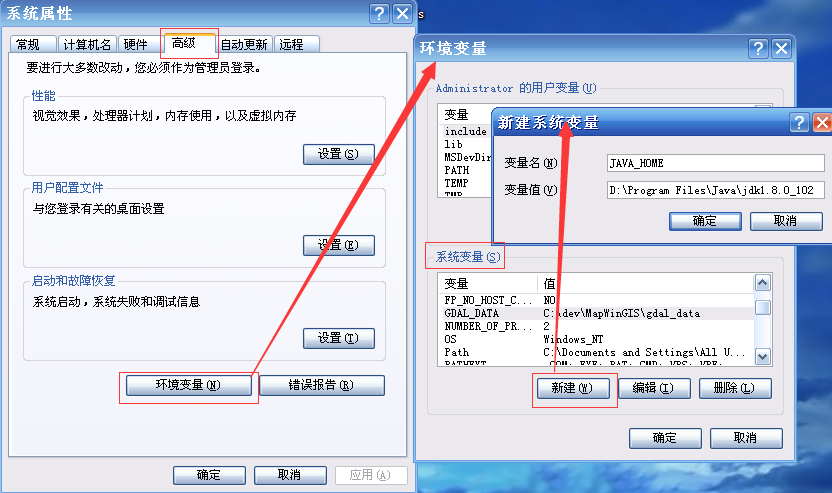 系统属性
s
常规 计算机名 硬件 高级 自动更新 远程
要进行大多数改动，您必须作为管理员登录。
性能
视觉效果，处理器计划，内存使用，以及虚拟内存
设置(S)
用户配置文件
与您登录有关的桌面设置
设置(E)
启动和故障恢复
系统启动，系统失败和调试信息
设置(T)
环境变量(N) 错误报告(R)
确定 取消 应用(A)
环境变量
Administrator 的用户变量(U)
变量
include
lib
MSDevDir
PATH
TEMP
TMP
新建系统变量
变量名(N) JAVA_HOME
变量值(V) D:\Program Files\Java\jdk1.8.0_102
确定 取消
系统变量(S)
变量 值
FP_NO_HOST_C... NO
GDAL_DATA C:\dev\MapWinGIS\gdal_data
NUMBER_OF_PR... 2
OS Windows_NT
Path C:\Documents and Settings\All U...
PATHEXT .COM;.EXE;.BAT;.CMD;.VBS;.VBE;
新建(W) 编辑(I) 删除(L)
确定 取消